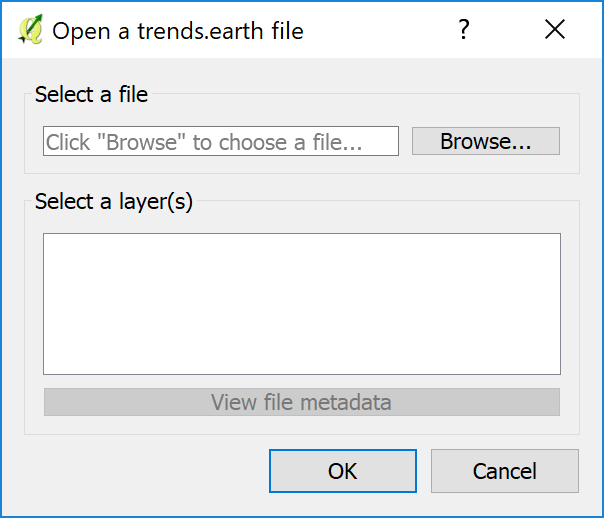 Open a trends.earth file
?
Select a file
Click "Browse" to choose a file...
Browse...
Select a layer(s)
View file metadata
OK
Cancel